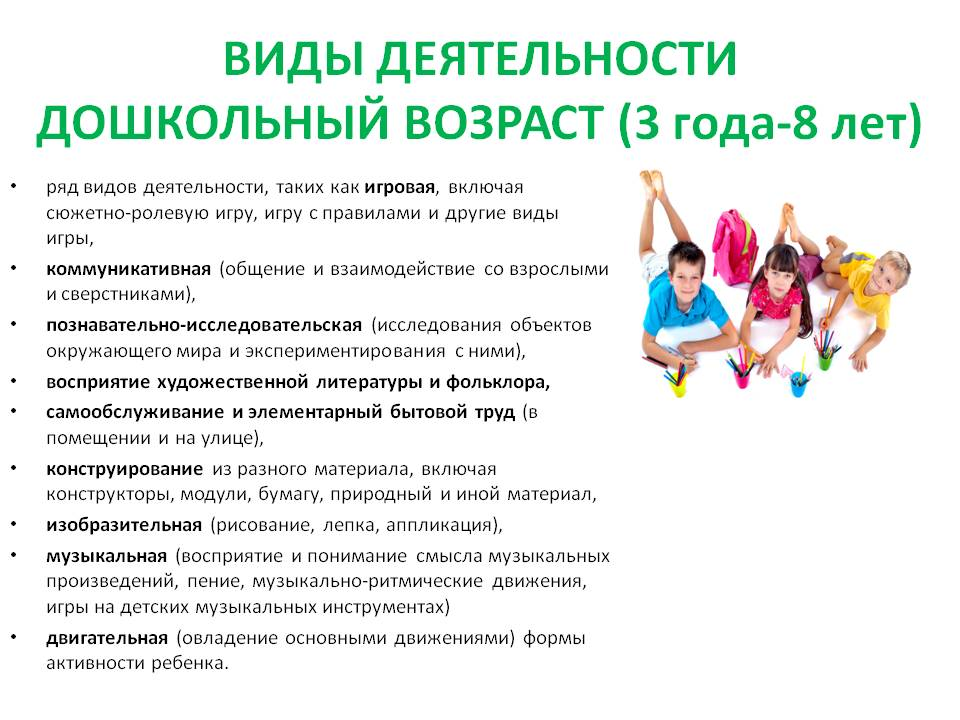 ВИДЫ ДЕЯТЕЛЬНОСТИ
ДОШКОЛЬНЫЙ ВОЗРАСТ (3 года-8 лет)
• ряд видов деятельности, таких как игровая, включая
сюжетно-ролевую игру, игру с правилами и другие виды
игры,
• коммуникативная (общение и взаимодействие со взрослыми
и сверстниками),
• познавательно-исследовательская (исследования объектов
окружающего мира и экспериментирования с ними),
• восприятие художественной литературы и фольклора,
• самообслуживание и элементарный бытовой труд (в
помещении и на улице),
• конструирование из разного материала, включая
конструкторы, модули, бумагу, природный и иной материал,
• изобразительная (рисование, лепка, аппликация),
• музыкальная (восприятие и понимание смысла музыкальных
произведений, пение, музыкально-ритмические движения,
игры на детских музыкальных инструментах)
• двигательная (овладение основными движениями) формы
активности ребенка.